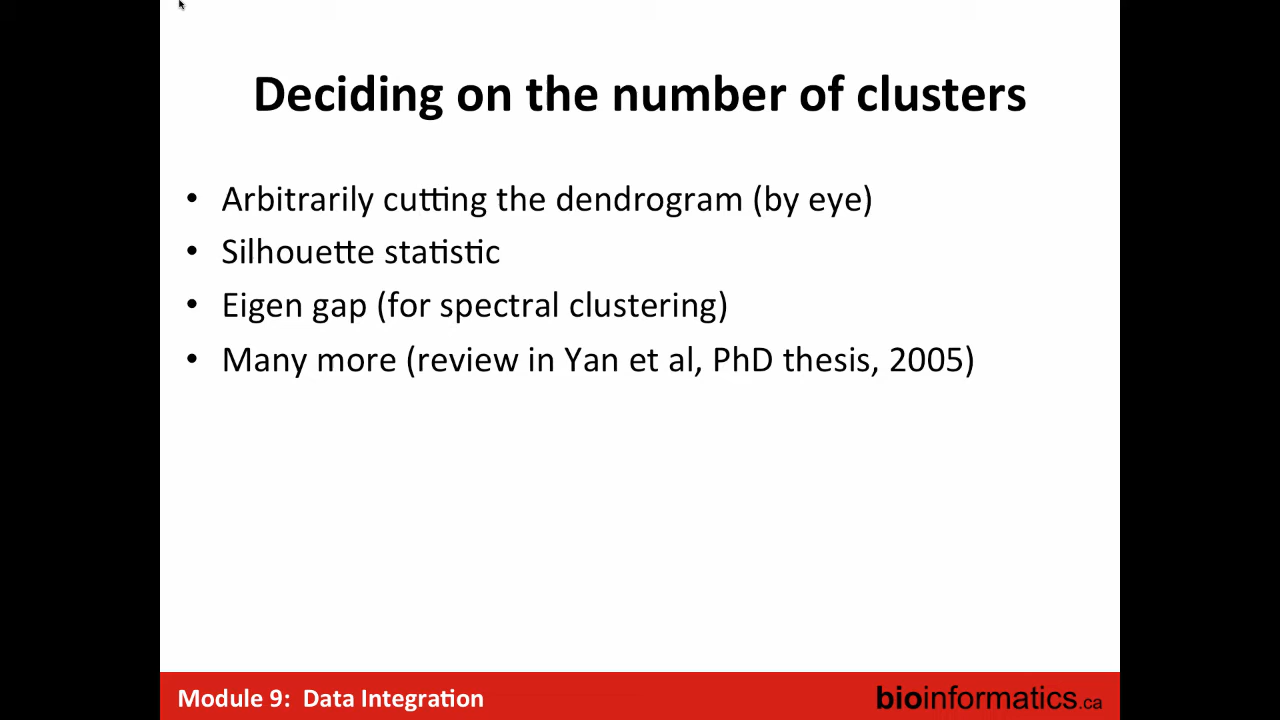 Deciding on the number of clusters
• Arbitrarily cutting the dendrogram (by eye)
• Silhouette statistic
• Eigen gap (for spectral clustering)
• Many more (review in Yan et al, PhD thesis, 2005)
Module 9: Data Integration
bioinformatics.ca